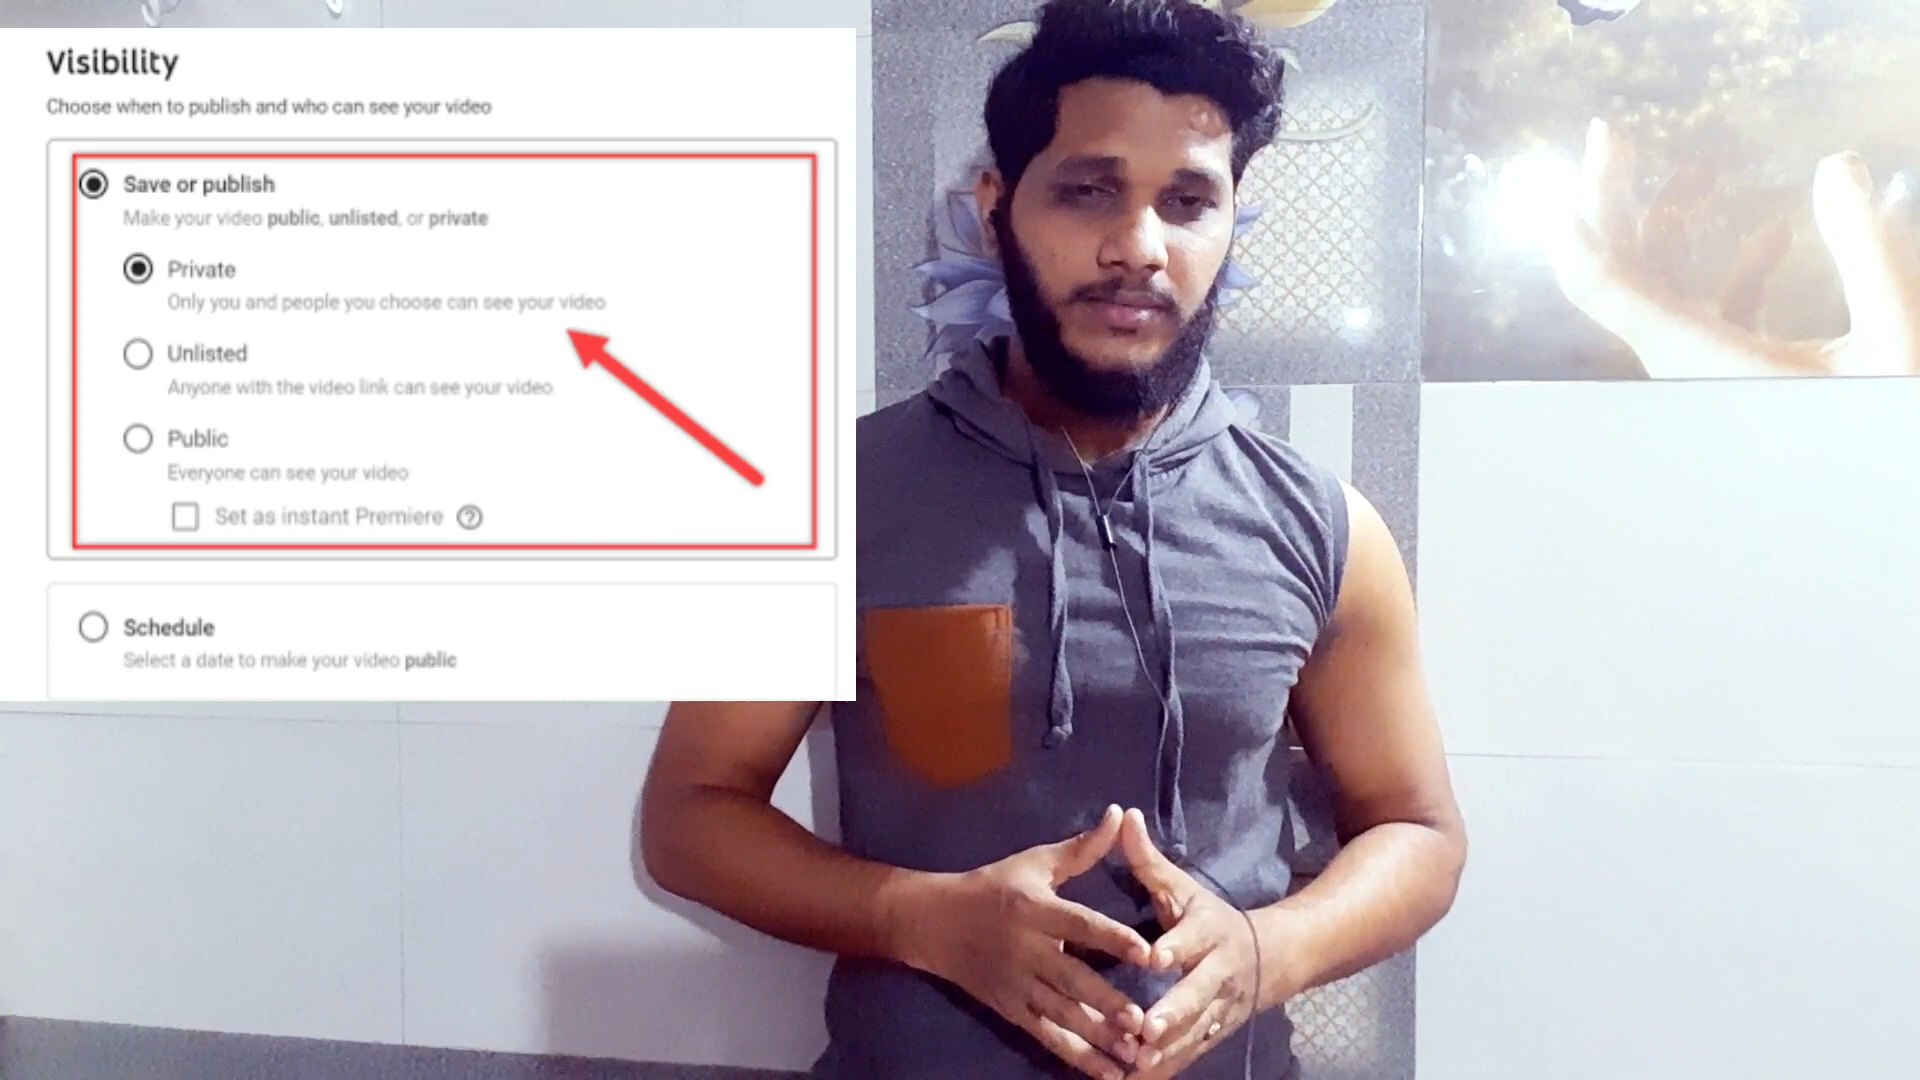 Visibility
Choose when to publish and who can see your video
Save or publish
Make your video public, unlisted, or private
Private
Only you and people you choose can see your video
Unlisted
Anyone with the video link can see your video
Public
Everyone can see your video
Set as instant Premiere ?
Schedule
Select a date to make your video public